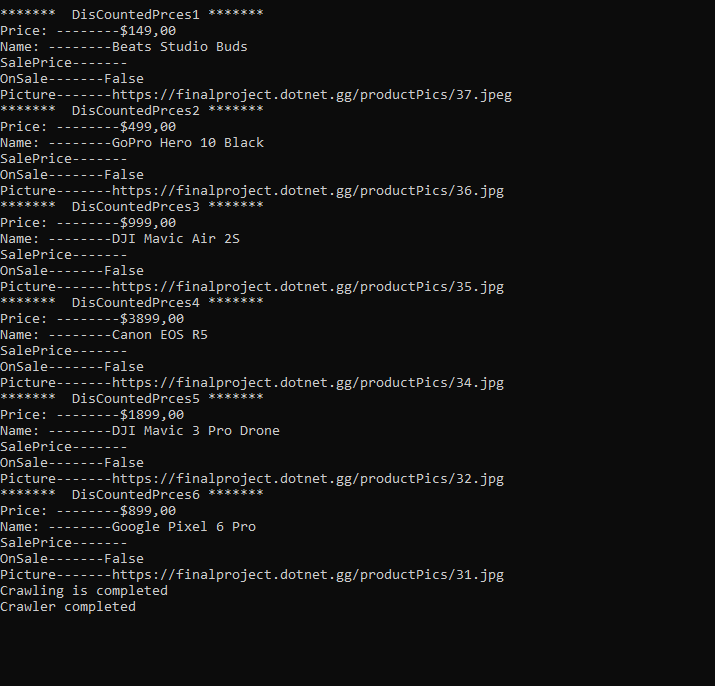 *******  DisCountedPrces1 *******
Price: --------$149,00
Name: --------Beats Studio Buds
SalePrice-------
OnSale-------False
Picture-------https://finalproject.dotnet.gg/productPics/37.jpeg
*******  DisCountedPrces2 *******
Price: --------$499,00
Name: --------GoPro Hero 10 Black
SalePrice-------
OnSale-------False
Picture-------https://finalproject.dotnet.gg/productPics/36.jpg
*******  DisCountedPrces3 *******
Price: --------$999,00
Name: --------DJI Mavic Air 2S
SalePrice-------
OnSale-------False
Picture-------https://finalproject.dotnet.gg/productPics/35.jpg
*******  DisCountedPrces4 *******
Price: --------$3899,00
Name: --------Canon EOS R5
SalePrice-------
OnSale-------False
Picture-------https://finalproject.dotnet.gg/productPics/34.jpg
*******  DisCountedPrces5 *******
Price: --------$1899,00
Name: --------DJI Mavic 3 Pro Drone
SalePrice-------
OnSale-------False
Picture-------https://finalproject.dotnet.gg/productPics/32.jpg
*******  DisCountedPrces6 *******
Price: --------$899,00
Name: --------Google Pixel 6 Pro
SalePrice-------
OnSale-------False
Picture-------https://finalproject.dotnet.gg/productPics/31.jpg
Crawling is completed
Crawler completed